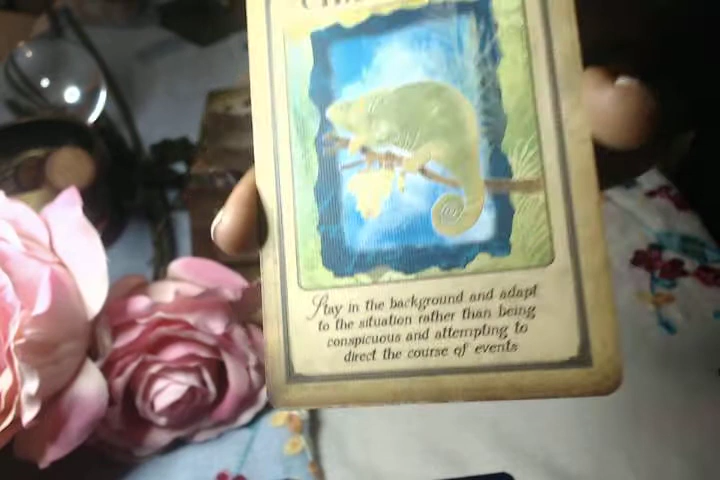 Stay in the background and adapt
to the situation rather than being
conspicuous and attempting to
direct the course of events